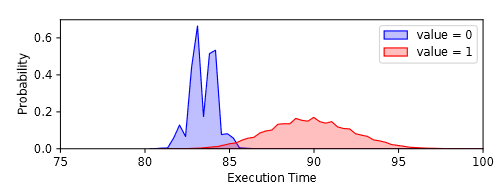 value = 0
value = 1
Probability
0.6
0.4
0.2
0.0
75 80 85 90 95 100
Execution Time